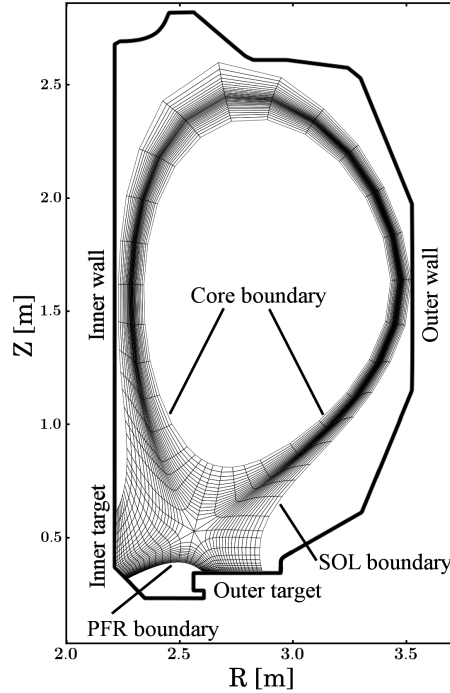 2.5
2.0
1.5
1.0
0.5
Z [m]
Inner wall
Core boundary
Outer wall
Inner target
SOL boundary
Outer target
PFR boundary
2.0
2.5
3.0
3.5
R [m]